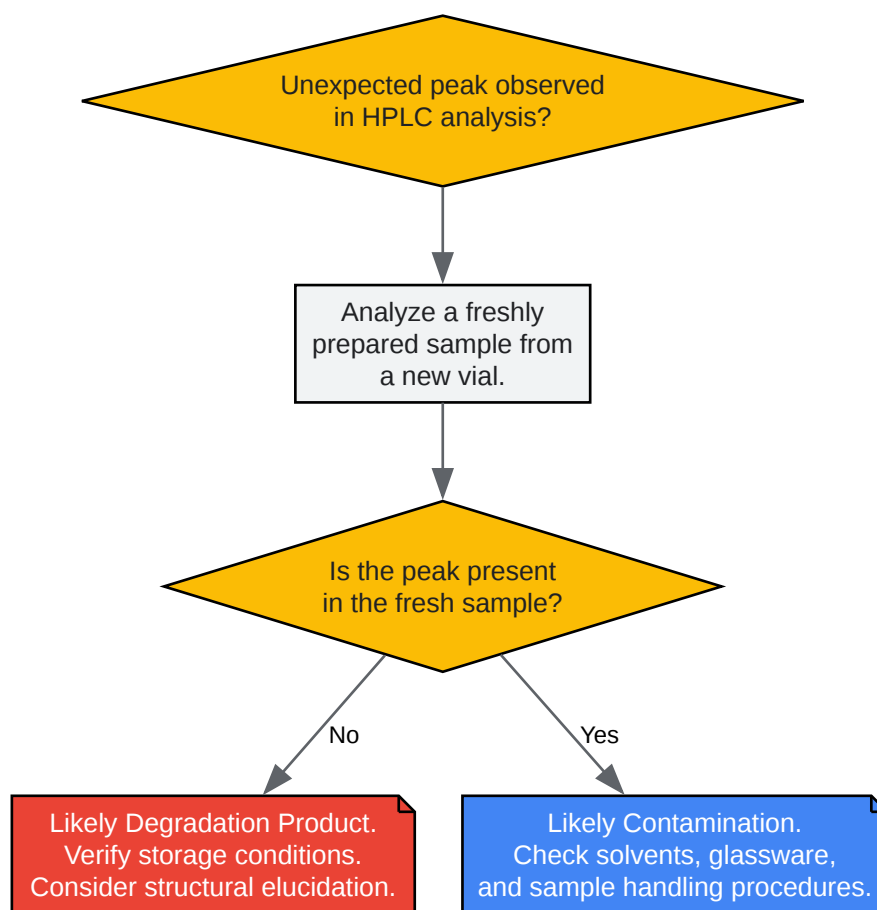 Unexpected peak observed
in HPLC analysis?
Analyze a freshly
prepared sample from
a new vial.
Is the peak present
in the fresh sample?
No
Yes
Likely Degradation Product.
Verify storage conditions.
Consider structural elucidation.
Likely Contamination.
Check solvents, glassware,
and sample handling procedures.